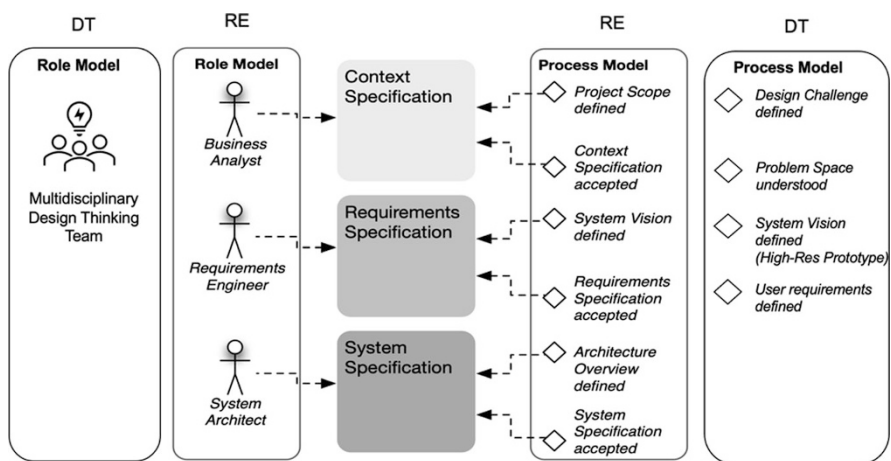 DT
RE
RE
DT
Role Model
Multidisciplinary
Design Thinking
Team
Role Model
Business
Analyst
Requirements
Engineer
System
Architect
Context
Specification
Requirements
Specification
System
Specification
Process Model
Project Scope
defined
Context
Specification
accepted
System Vision
defined
Requirements
Specification
accepted
Architecture
Overview
defined
System
Specification
accepted
Process Model
Design Challenge
defined
Problem Space
understood
System Vision
defined
(High-Res Prototype)
User requirements
defined